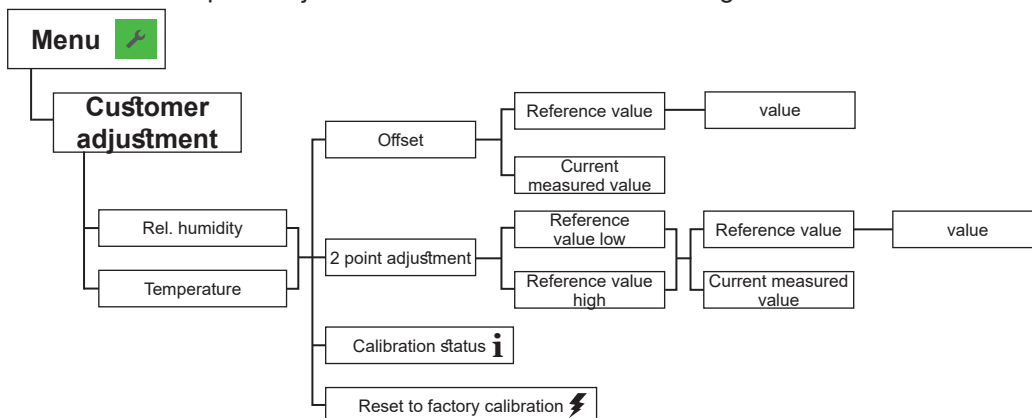 Menu
Customer
adjustment
Rel. humidity
Temperature
Offset
Reference value
value
Current
measured value
2 point adjustment
Reference
value low
Reference value
high
Reference value
value
Current measured
value
Calibration status i
Reset to factory calibration